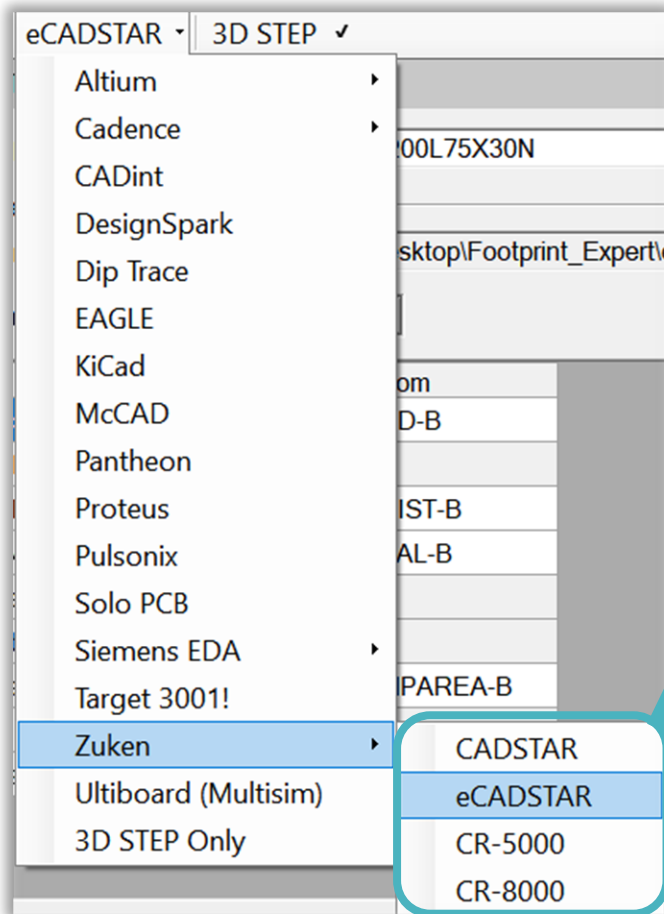 eCADSTAR 3D STEP
Altium
Cadence
CADint
00L75X30N
DesignSpark
sktop\Footprint_Expert\
Dip Trace
EAGLE
KiCad
om
McCAD
D-B
Pantheon
Proteus
IST-B
Pulsonix
AL-B
Solo PCB
Siemens EDA
Target 3001!
PAREA-B
Zuken
CADSTAR
Ultiboard (Multisim)
eCADSTAR
3D STEP Only
CR-5000
CR-8000